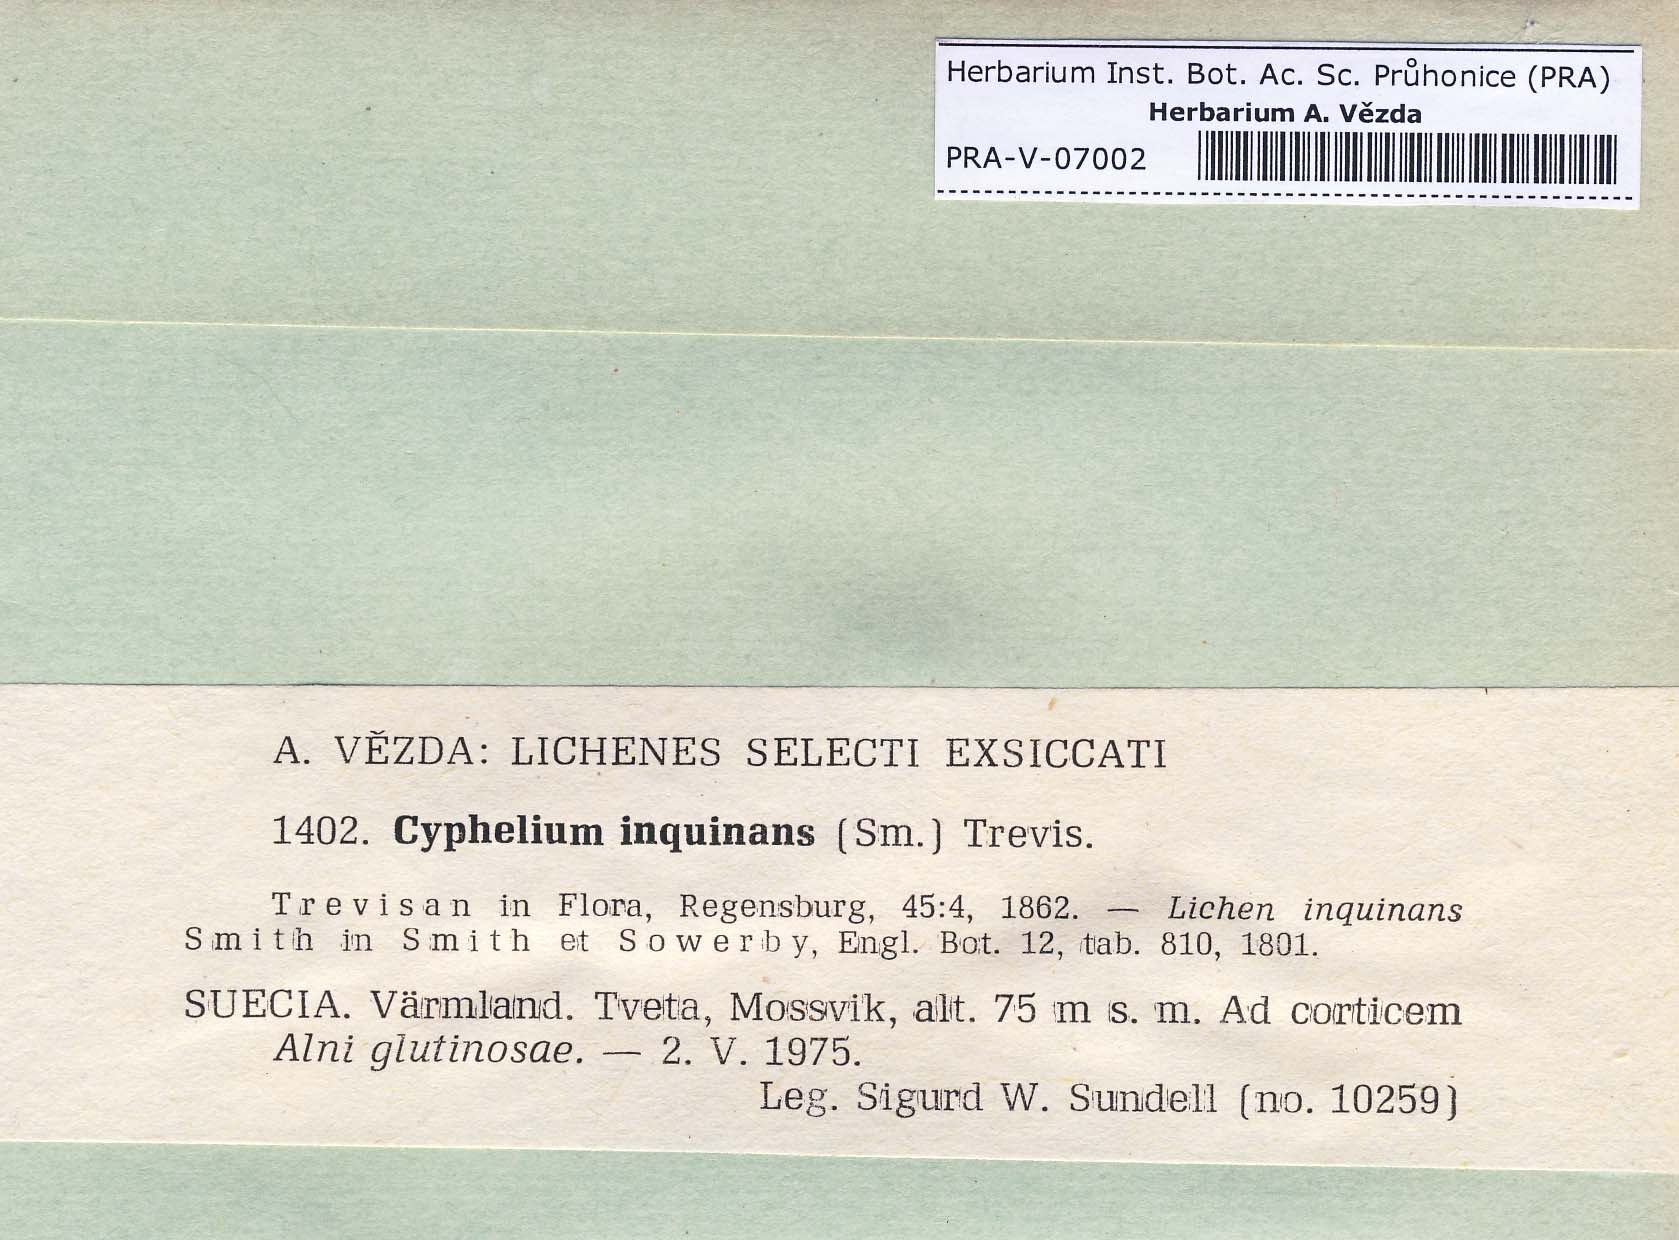 Herbarium Inst. Bot. Ac. Sc. Průhonice (PRA)
Herbarium A. Vězda
PRA-V-07002
A. VĚZDA: LICHENES SELECTI EXSICCATI
1402. Cyphelium inquinans (Sm.) Trevis.
Trevisan in Flora, Regensburg, 45:4, 1862. — Lichen inquinans
Smith in Smith et Sowerby, Engl. Bot. 12, tab. 810, 1801.
SUECIA. Värmland. Tveta, Mossvik, alt. 75 m s. m. Ad corticem
Alni glutinosae. — 2. V. 1975.
Leg. Sigurd W. Sundell (no. 10259)